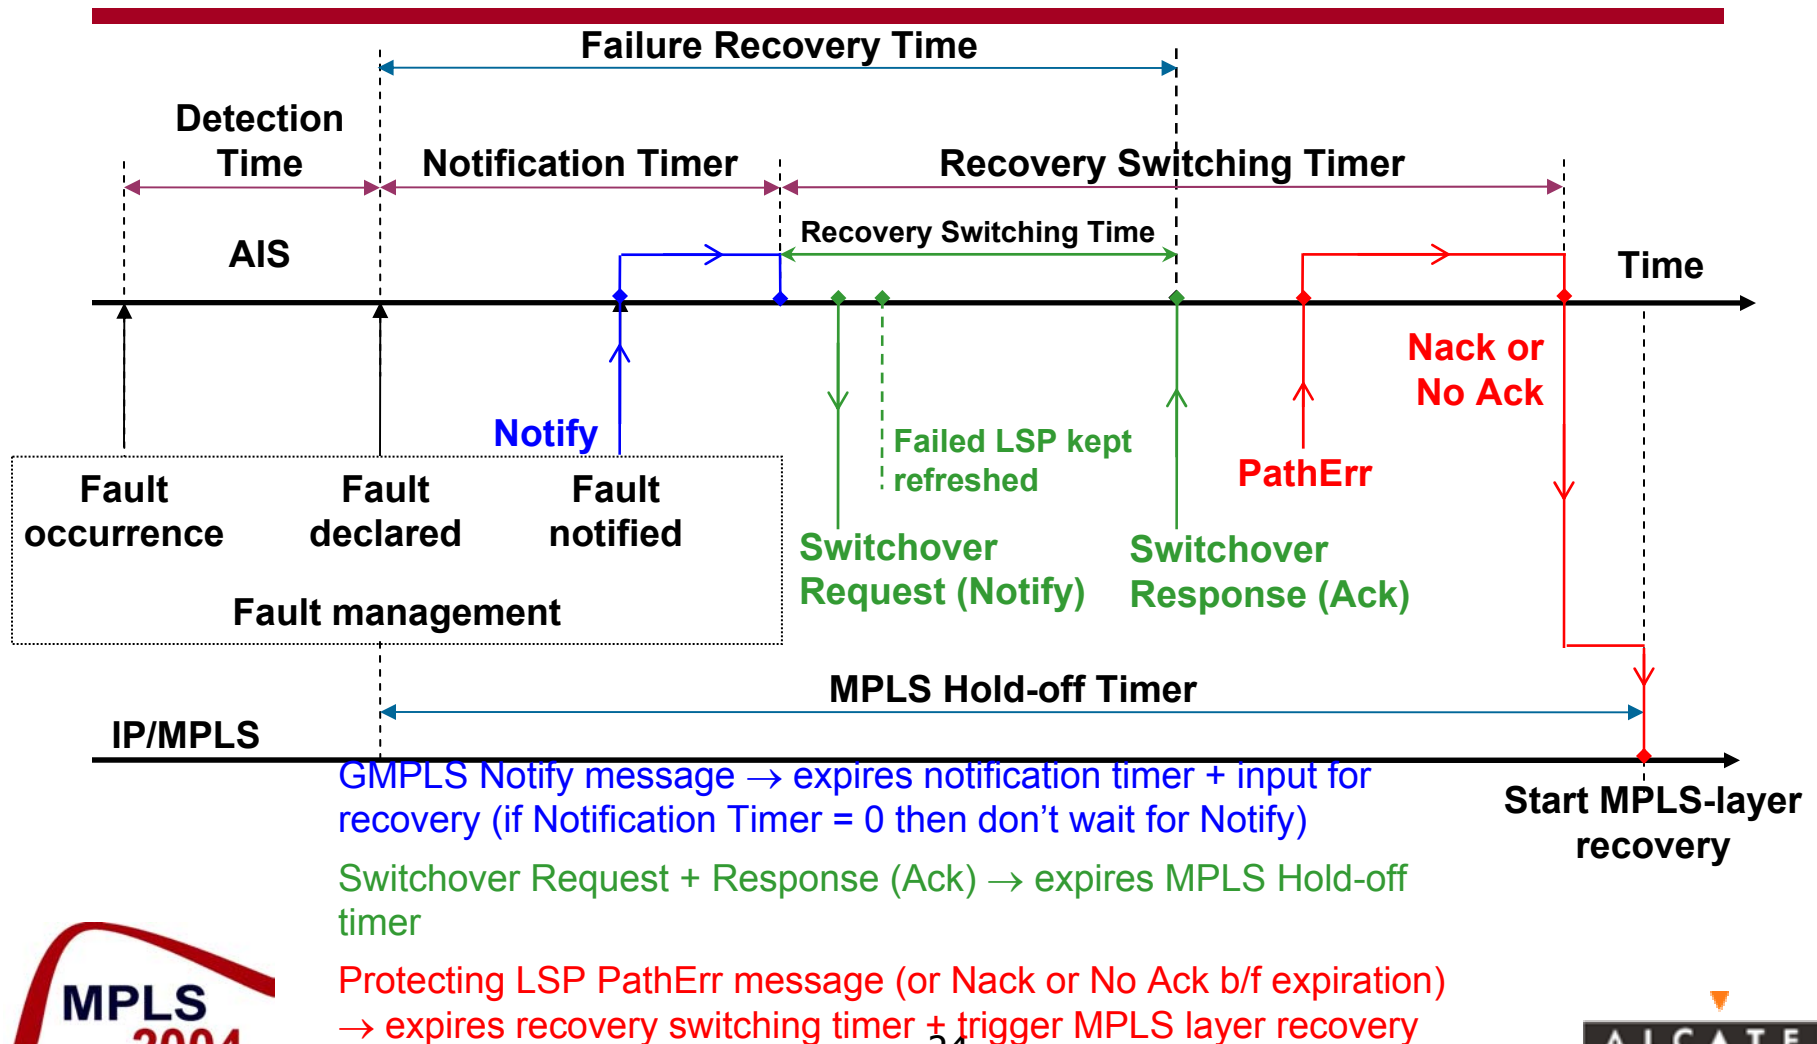 Failure Recovery Time
Detection
Time
Notification Timer
Recovery Switching Timer
Recovery Switching Time
AIS
Time
Nack or
No Ack
Notify
Failed LSP kept
refreshed
PathErr
Fault
occurrence
Fault
declared
Fault
notified
Switchover
Request (Notify)
Switchover
Response (Ack)
Fault management
MPLS Hold-off Timer
IP/MPLS
GMPLS Notify message → expires notification timer + input for
recovery (if Notification Timer = 0 then don't wait for Notify)
Start MPLS-layer
recovery
Switchover Request + Response (Ack) → expires MPLS Hold-off
timer
Protecting LSP PathErr message (or Nack or No Ack b/f expiration)
→ expires recovery switching timer + trigger MPLS layer recovery
MPLS
2004
24